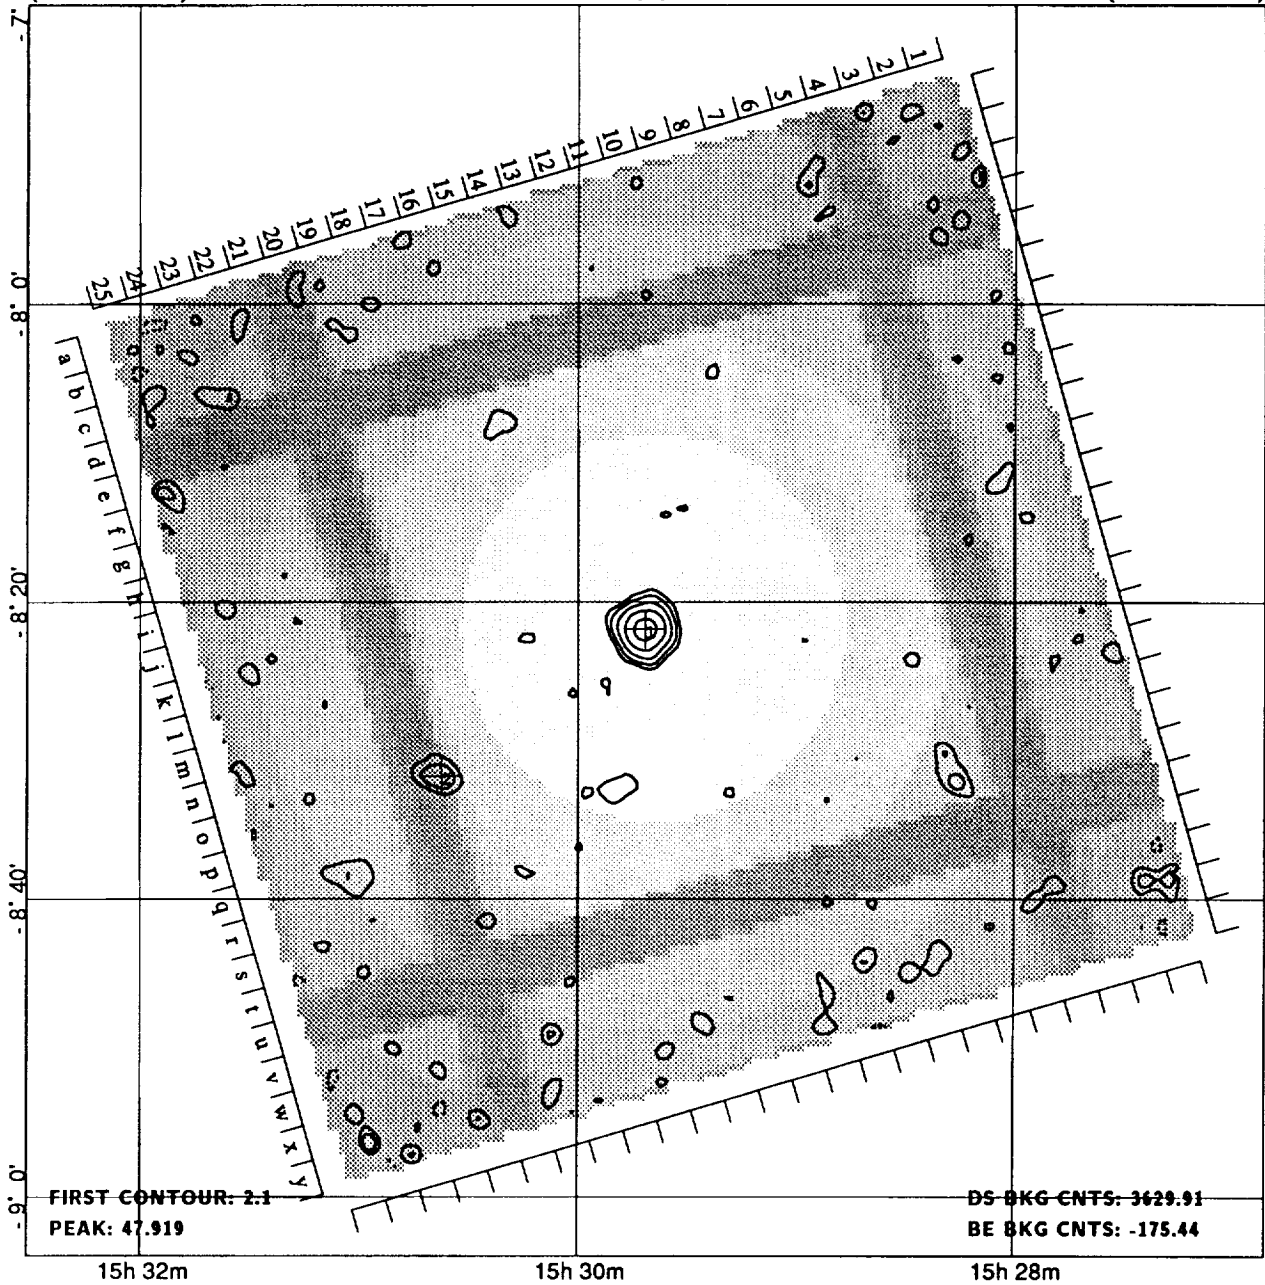 -7°
1 2 3 4 5 6 7 8 9 10 11 12 13 14 15 16 17 18 19 20 21 22 23 24 25
-8° 0'
a b c d e f g h i j k l m n o p q r s t u v w x y
-8° 20'
-8° 40'
-9° 0'
FIRST CONTOUR: 2.1
PEAK: 47.919
DS BKG CNTS: 3629.91
BE BKG CNTS: -175.44
15h 32m
15h 30m
15h 28m